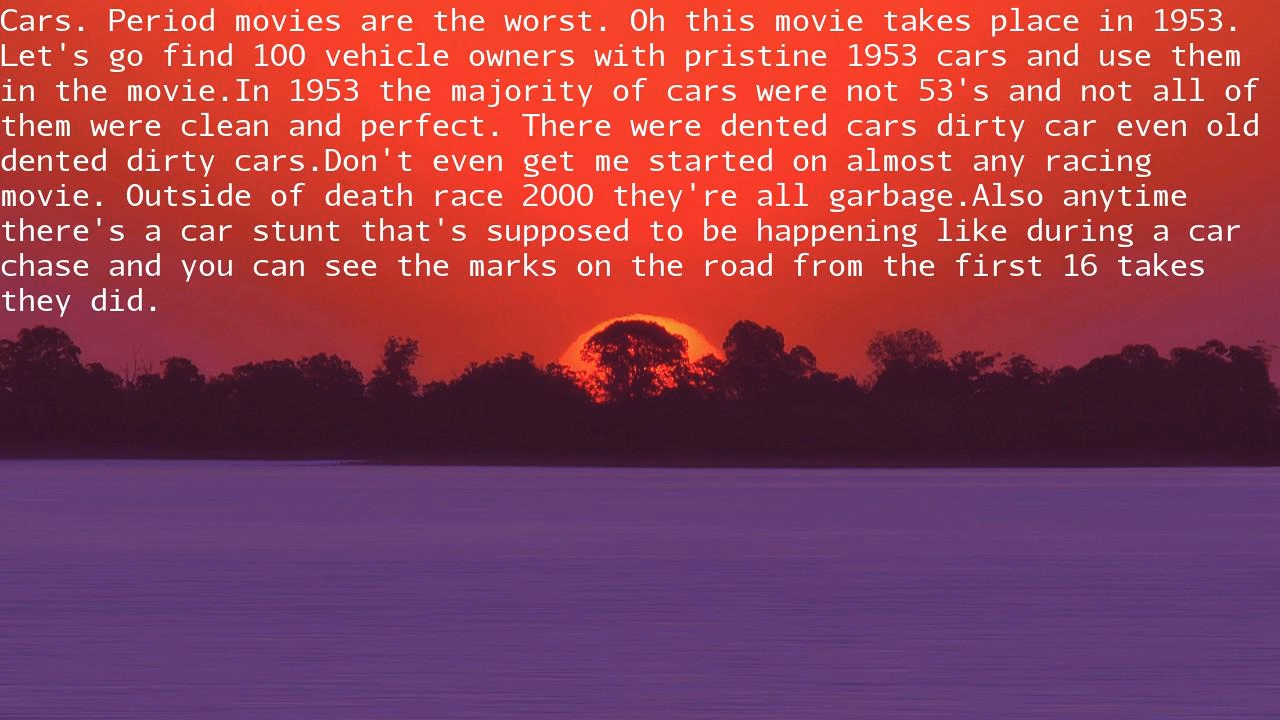 Cars. Period movies are the worst. Oh this movie takes place in 1953.
Let's go find 100 vehicle owners with pristine 1953 cars and use them
in the movie.In 1953 the majority of cars were not 53's and not all of
them were clean and perfect. There were dented cars dirty car even old
dented dirty cars.Don't even get me started on almost any racing
movie. Outside of death race 2000 they're all garbage.Also anytime
there's a car stunt that's supposed to be happening like during a car
chase and you can see the marks on the road from the first 16 takes
they did.